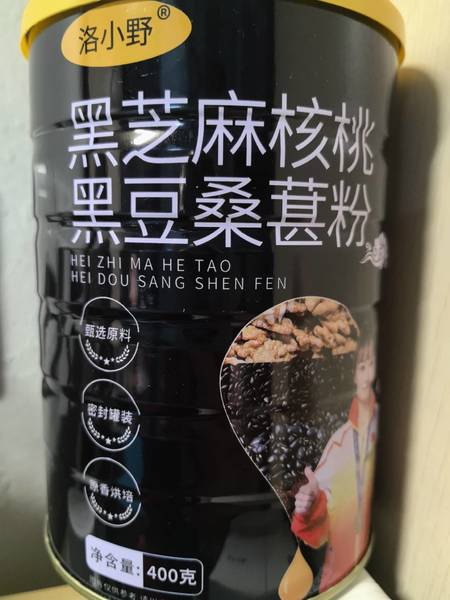 洛小野®
黑芝麻核桃
黑豆桑葚粉
HEI ZHI MA HE TAO
HEI DOU SANG SHEN FEN
甄选原料
密封罐装
原香烘培
净含量: 400克